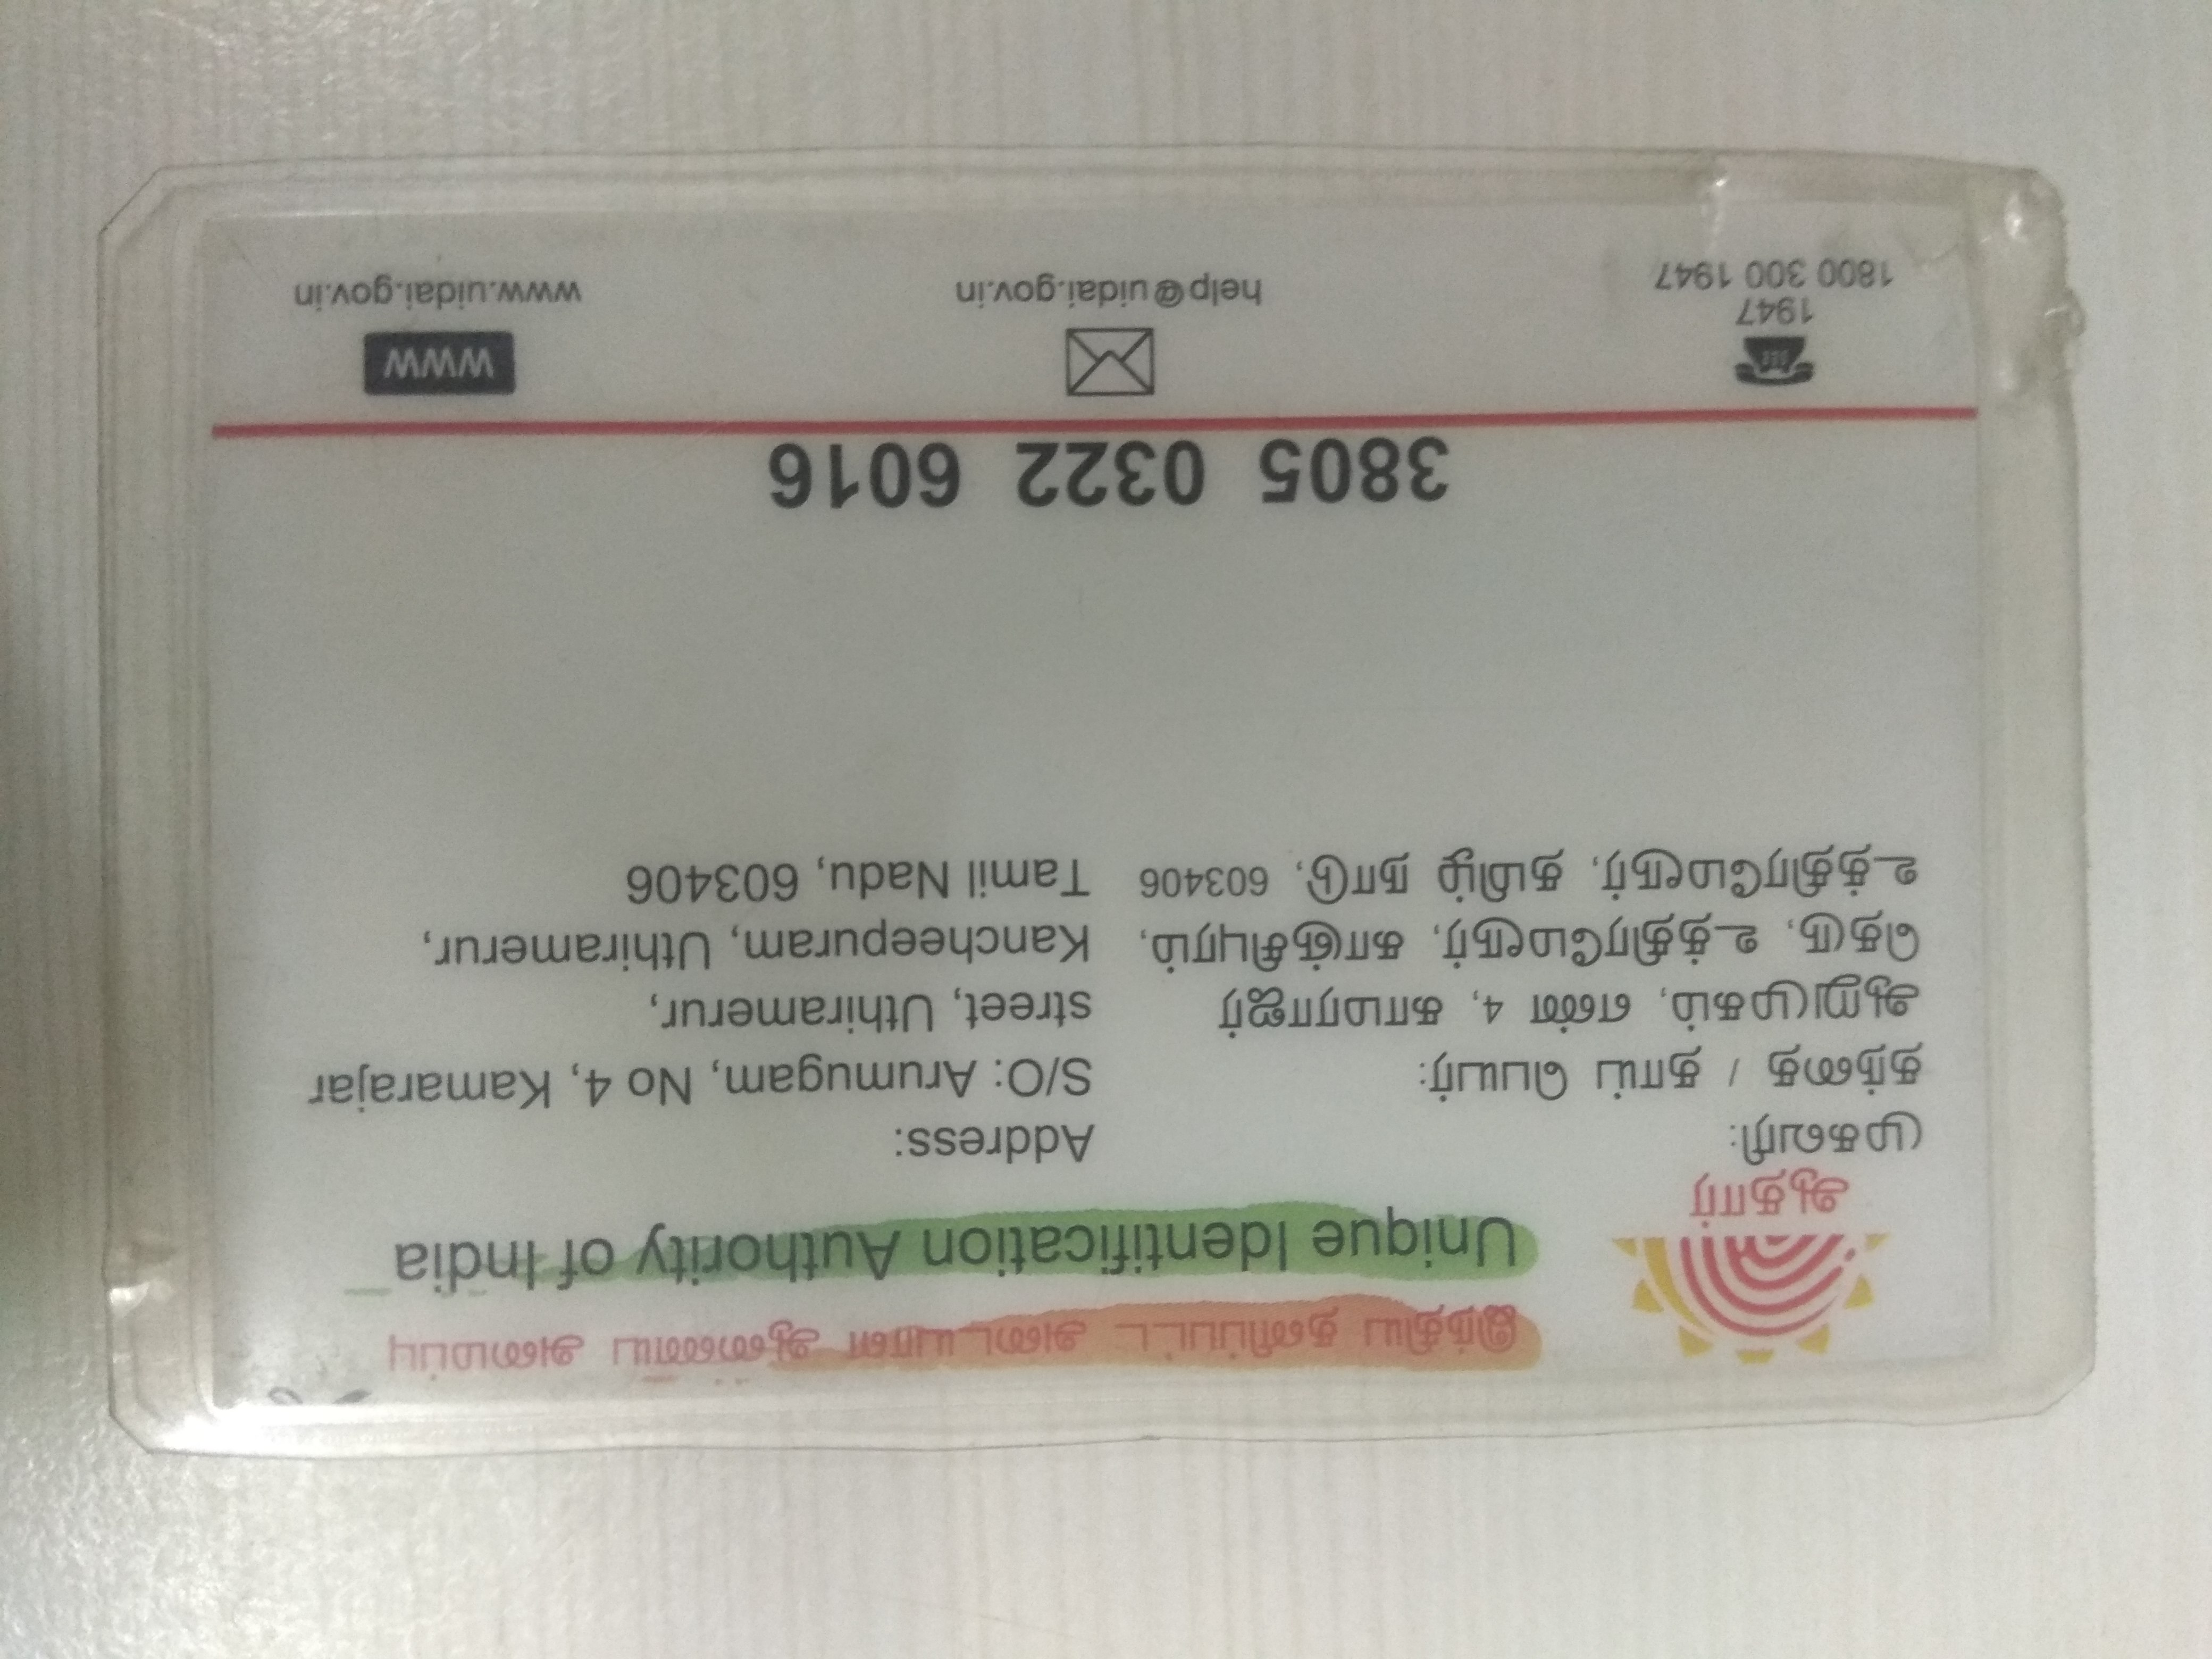 இந்திய தனிப்பட்ட அடையாள ஆணைய அமைப்பு
Unique Identification Authority of India
ஆதார்
முகவரி:
தந்தை / தாய் பெயர்:
ஆறுமுகம், எண் 4, காமராஜர்
தெரு, உத்திரமேரூர், காஞ்சிபுரம்,
உத்திரமேரூர், தமிழ் நாடு, 603406
Address:
S/O: Arumugam, No 4, Kamarajar
street, Uthiramerur,
Kancheepuram, Uthiramerur,
Tamil Nadu, 603406
3805 0322 6016
1947
1800 300 1947
help@uidai.gov.in
WWW
www.uidai.gov.in